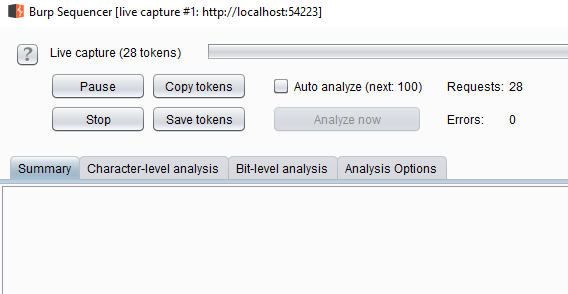 Burp Sequencer [live capture #1: http://localhost:54223]
? Live capture (28 tokens)
Pause Copy tokens Auto analyze (next: 100) Requests: 28
Stop Save tokens Analyze now Errors: 0
Summary Character-level analysis Bit-level analysis Analysis Options